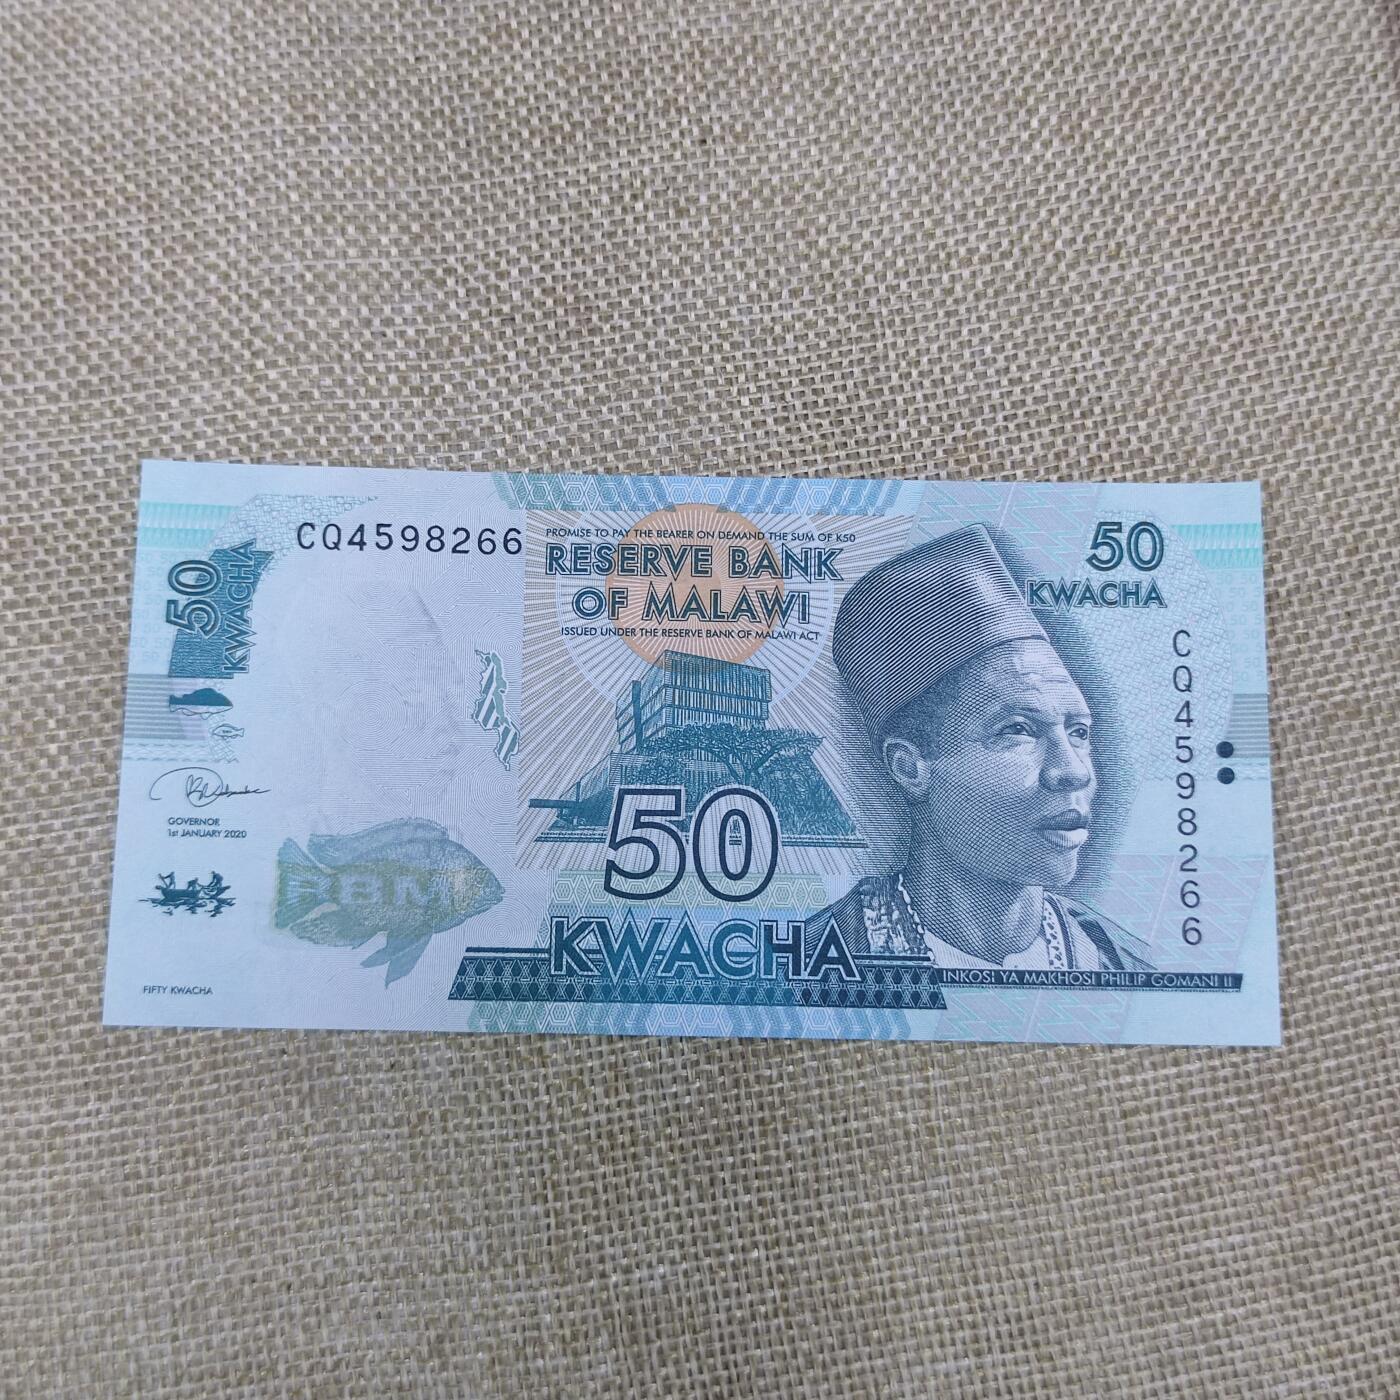 CQ4598266
50
KWACHA
PROMISE TO PAY THE BEARER ON DEMAND THE SUM OF K50
RESERVE BANK
OF MALAWI
ISSUED UNDER THE RESERVE BANK OF MALAWI ACT
50
KWACHA
CQ4598266
GOVERNOR
1st JANUARY 2020
RBM
50
KWACHA
INKOSI YA MAKHOSI PHILIP GOMANI II
FIFTY KWACHA